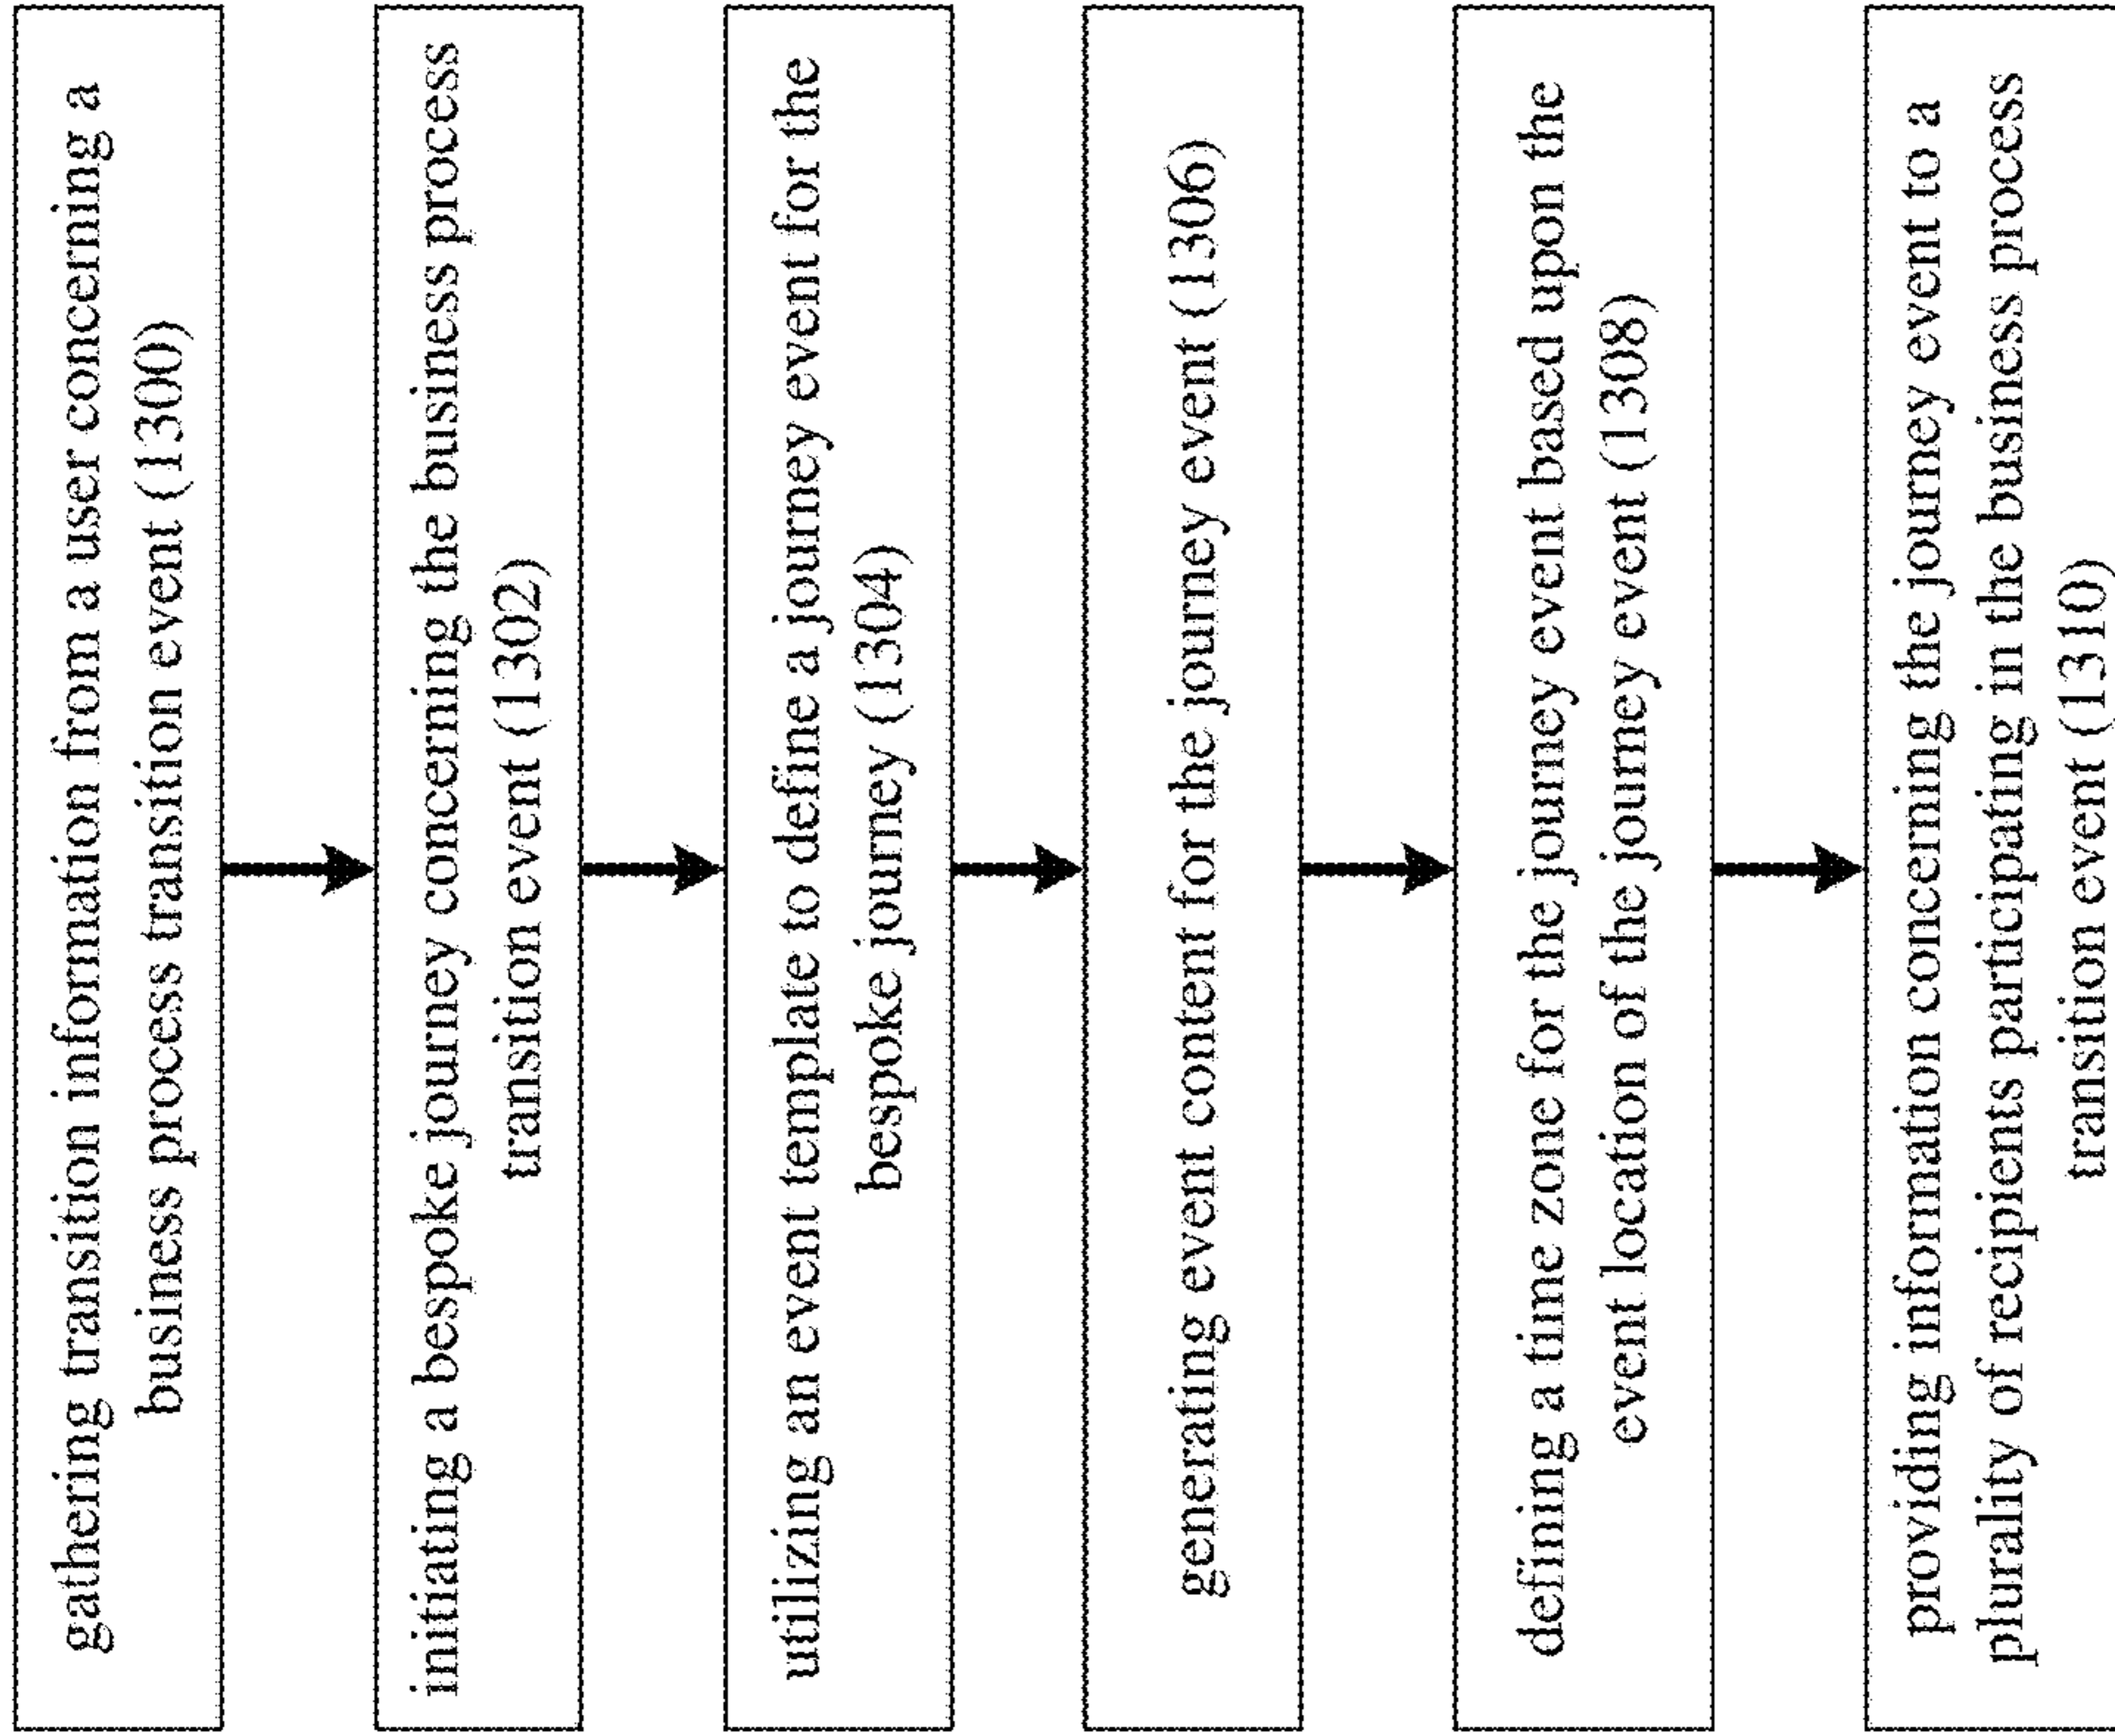 gathering transition information from a user concerning a
business process transition event (1300)
initiating a bespoke journey concerning the business process
transition event (1302)
utilizing an event template to define a journey event for the
bespoke journey (1304)
generating event content for the journey event (1306)
defining a time zone for the journey event based upon the
event location of the journey event (1308)
providing information concerning the journey event to a
plurality of recipients participating in the business process
transition event (1310)